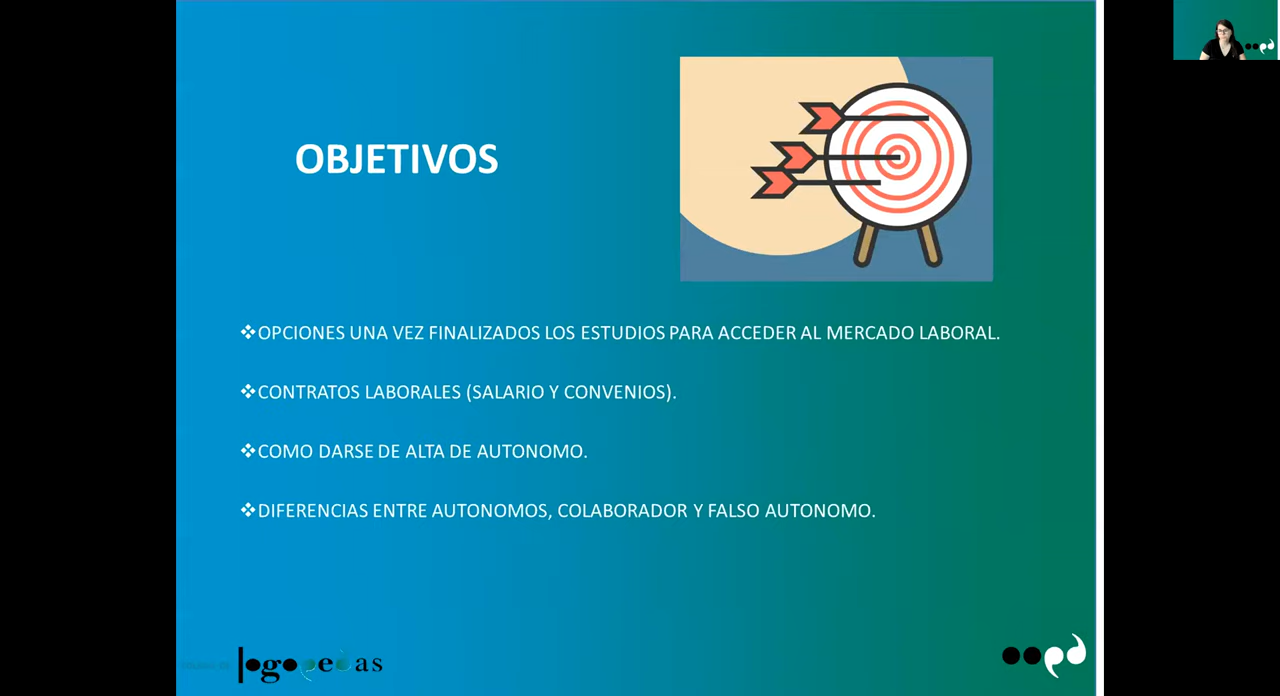 OBJETIVOS
❖OPCIONES UNA VEZ FINALIZADOS LOS ESTUDIOS PARA ACCEDER AL MERCADO LABORAL.
❖CONTRATOS LABORALES (SALARIO Y CONVENIOS).
❖COMO DARSE DE ALTA DE AUTONOMO.
❖DIFERENCIAS ENTRE AUTONOMOS, COLABORADOR Y FALSO AUTONOMO.
logopedas